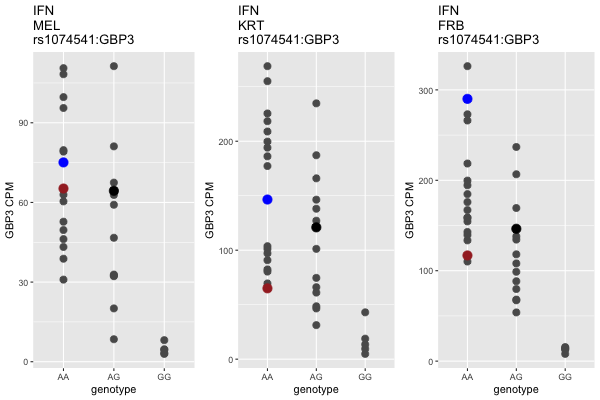 IFN
MEL
rs1074541:GBP3
GBP3 CPM
90
60
30
0
AA
AG
GG
genotype
IFN
KRT
rs1074541:GBP3
GBP3 CPM
200
100
0
AA
AG
GG
genotype
IFN
FRB
rs1074541:GBP3
GBP3 CPM
300
200
100
0
AA
AG
GG
genotype